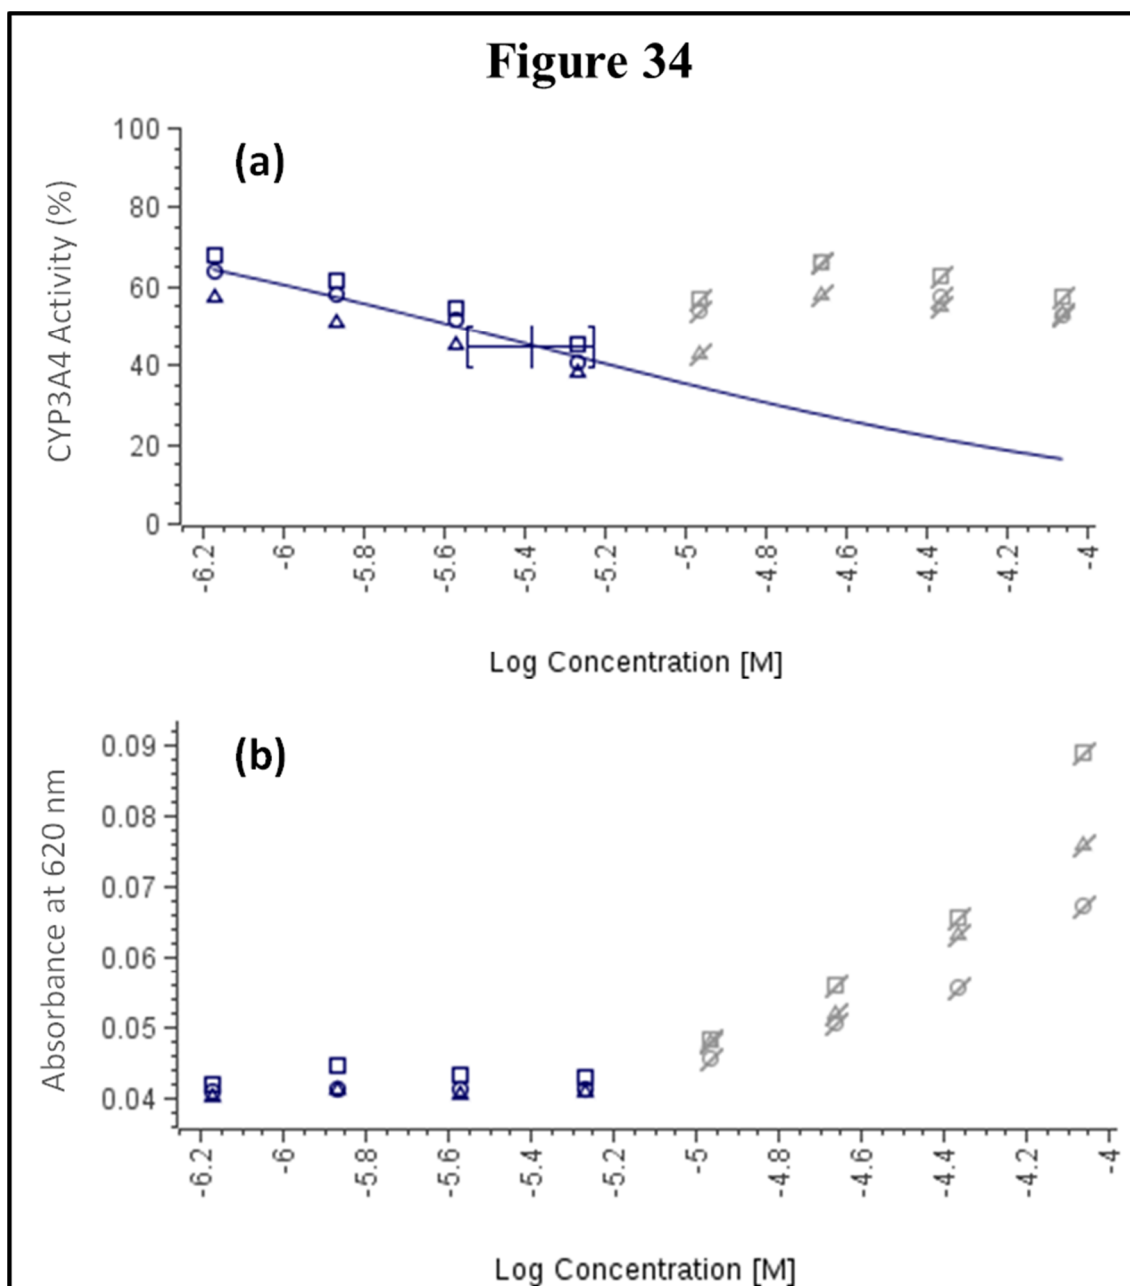 Figure 34
(a)
CYP3A4 Activity (%)
100
80
60
40
20
0
-6.2 -6 -5.8 -5.6 -5.4 -5.2 -5 -4.8 -4.6 -4.4 -4.2 -4
Log Concentration [M]
(b)
Absorbance at 620 nm
0.09
0.08
0.07
0.06
0.05
0.04
-6.2 -6 -5.8 -5.6 -5.4 -5.2 -5 -4.8 -4.6 -4.4 -4.2 -4
Log Concentration [M]